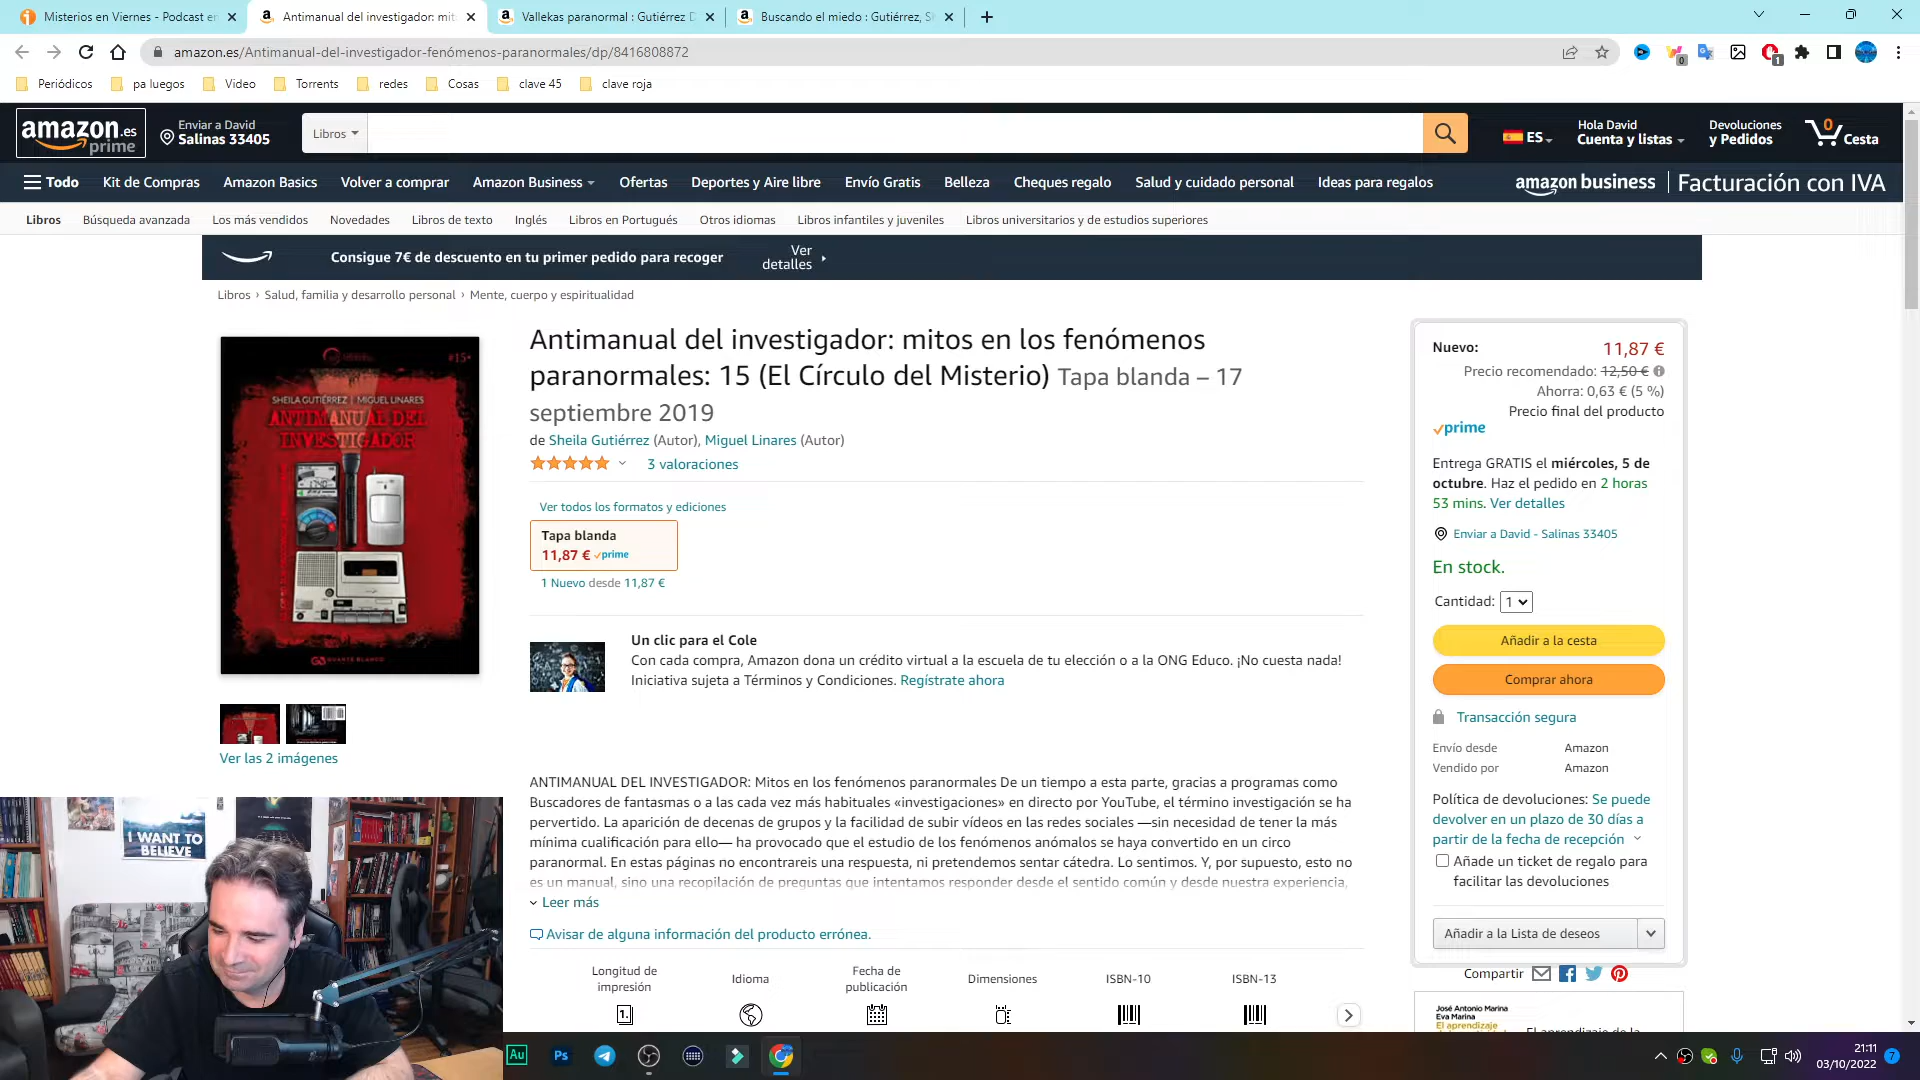 Misterios en Viernes - Podcast en
Antimanual del investigador: mit
Vallekas paranormal : Gutiérrez D
Buscando el miedo : Gutiérrez, Sh
amazon.es/Antimanual-del-investigador-fenómenos-paranormales/dp/8416808872
Periódicos
pa luegos
Video
Torrents
redes
Cosas
clave 45
clave roja
amazon.es
prime
Enviar a David
Salinas 33405
Libros
ES
Hola David
Cuenta y listas
Devoluciones
y Pedidos
0
Cesta
Todo
Kit de Compras
Amazon Basics
Volver a comprar
Amazon Business
Ofertas
Deportes y Aire libre
Envío Gratis
Belleza
Cheques regalo
Salud y cuidado personal
Ideas para regalos
amazon business | Facturación con IVA
Libros
Búsqueda avanzada
Los más vendidos
Novedades
Libros de texto
Inglés
Libros en Portugués
Otros idiomas
Libros infantiles y juveniles
Libros universitarios y de estudios superiores
Consigue 7€ de descuento en tu primer pedido para recoger
Ver
detalles
Libros › Salud, familia y desarrollo personal › Mente, cuerpo y espiritualidad
#15
SHEILA GUTIÉRREZ | MIGUEL LINARES
ANTIMANUAL DEL
INVESTIGADOR
GUANTE BLANCO
Ver las 2 imágenes
Antimanual del investigador: mitos en los fenómenos
paranormales: 15 (El Círculo del Misterio) Tapa blanda – 17
septiembre 2019
de Sheila Gutiérrez (Autor), Miguel Linares (Autor)
3 valoraciones
Ver todos los formatos y ediciones
Tapa blanda
11,87 € prime
1 Nuevo desde 11,87 €
Un clic para el Cole
Con cada compra, Amazon dona un crédito virtual a la escuela de tu elección o a la ONG Educo. ¡No cuesta nada!
Iniciativa sujeta a Términos y Condiciones. Regístrate ahora
ANTIMANUAL DEL INVESTIGADOR: Mitos en los fenómenos paranormales De un tiempo a esta parte, gracias a programas como
Buscadores de fantasmas o a las cada vez más habituales «investigaciones» en directo por YouTube, el término investigación se ha
pervertido. La aparición de decenas de grupos y la facilidad de subir vídeos en las redes sociales —sin necesidad de tener la más
mínima cualificación para ello— ha provocado que el estudio de los fenómenos anómalos se haya convertido en un circo
paranormal. En estas páginas no encontrareis una respuesta, ni pretendemos sentar cátedra. Lo sentimos. Y, por supuesto, esto no
es un manual, sino una recopilación de preguntas que intentamos responder desde el sentido común y desde nuestra experiencia,
Leer más
Avisar de alguna información del producto errónea.
Longitud de
impresión
Idioma
Fecha de
publicación
Dimensiones
ISBN-10
ISBN-13
Nuevo: 11,87 €
Precio recomendado: 12,50 €
Ahorra: 0,63 € (5 %)
Precio final del producto
prime
Entrega GRATIS el miércoles, 5 de
octubre. Haz el pedido en 2 horas
53 mins. Ver detalles
Enviar a David - Salinas 33405
En stock.
Cantidad: 1
Añadir a la cesta
Comprar ahora
Transacción segura
Envío desde Amazon
Vendido por Amazon
Política de devoluciones: Se puede
devolver en un plazo de 30 días a
partir de la fecha de recepción
Añade un ticket de regalo para
facilitar las devoluciones
Añadir a la Lista de deseos
Compartir
José Antonio Marina
Eva Marina
El aprendizaje
El aprendizaje de la
I WANT TO
BELIEVE
Au
Ps
21:11
03/10/2022
7